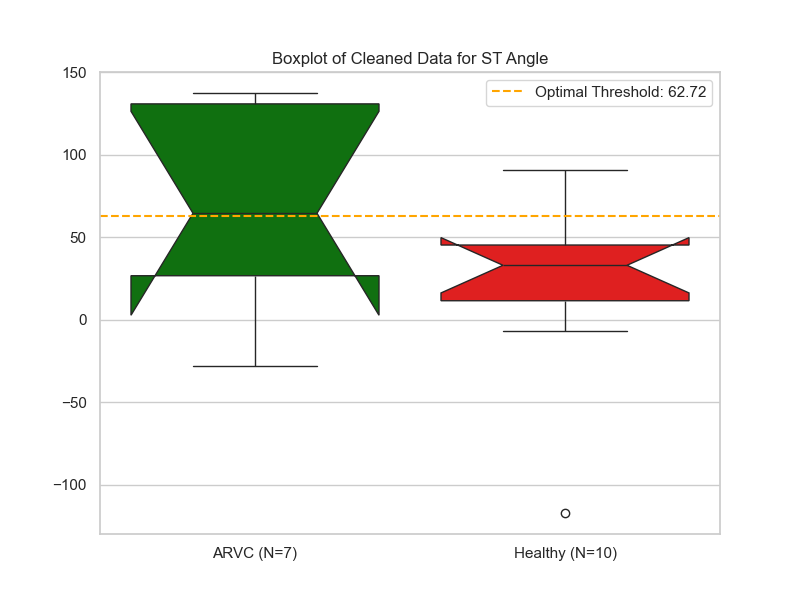 Boxplot of Cleaned Data for ST Angle
150
Optimal Threshold: 62.72
100
50
0
−50
−100
ARVC (N=7)
Healthy (N=10)